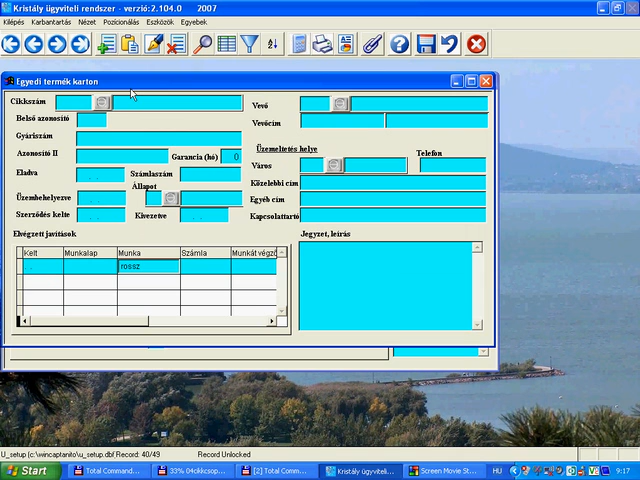 Kristály ügyviteli rendszer - verzió:2.104.0 2007
Kilépés Karbantartás Nézet Pozícionálás Eszközök Egyebek
Egyedi termék karton
Cikkszám
Vevő
Belső azonosító
Vevőcím
Gyáriszám
Üzemeltetés helye
Azonosító II
Garancia (hó) 0
Telefon
Város
Eladva . . Számlaszám
Közelebbi cím
Állapot
Üzembehelyezve . .
Egyéb cím
Szerződés kelte . . Kivezetve . .
Kapcsolattartó
Elvégzett javítások
Jegyzet, leírás
Kelt Munkalap Munka Számla Munkát végző
. . rossz
U_setup (c:\wincaptanito\u_setup.dbf Record: 40/49 Record Unlocked
Start Total Command... 33% 04cikkcsop... [2] Total Com... Kristály ügyviteli... Screen Movie St... HU 9:17